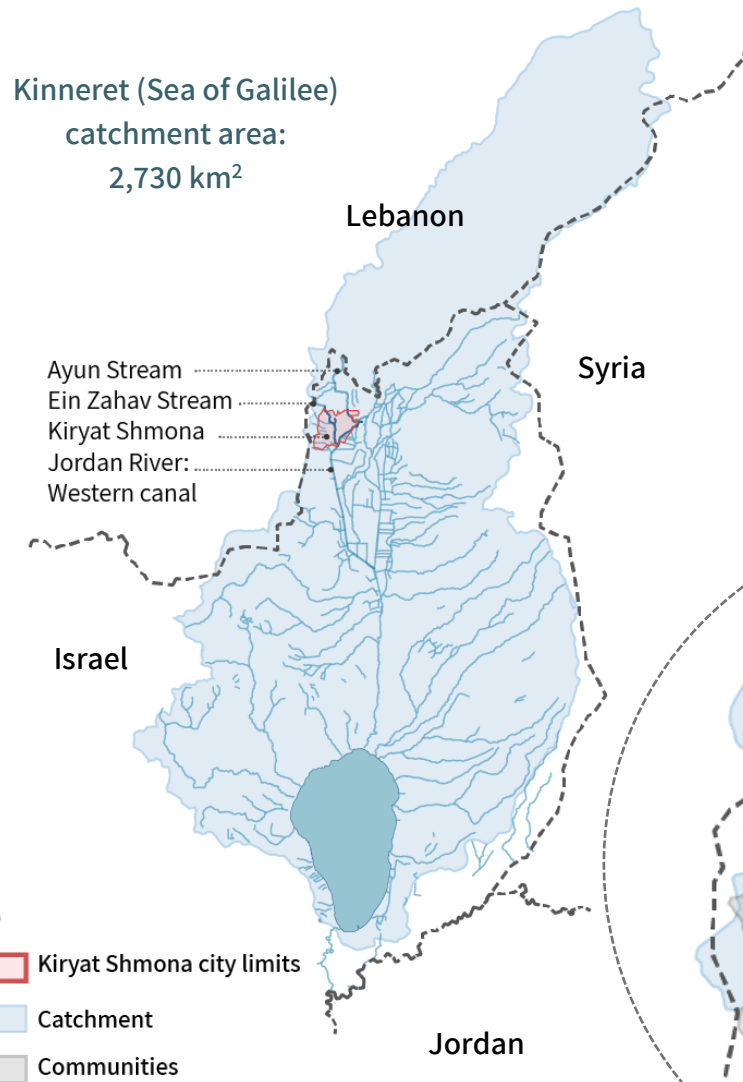 Kinneret (Sea of Galilee)
catchment area:
2,730 km²
Lebanon
Ayun Stream
Ein Zahav Stream
Kiryat Shmona
Jordan River:
Western canal
Syria
Israel
Kiryat Shmona city limits
Catchment
Communities
Jordan